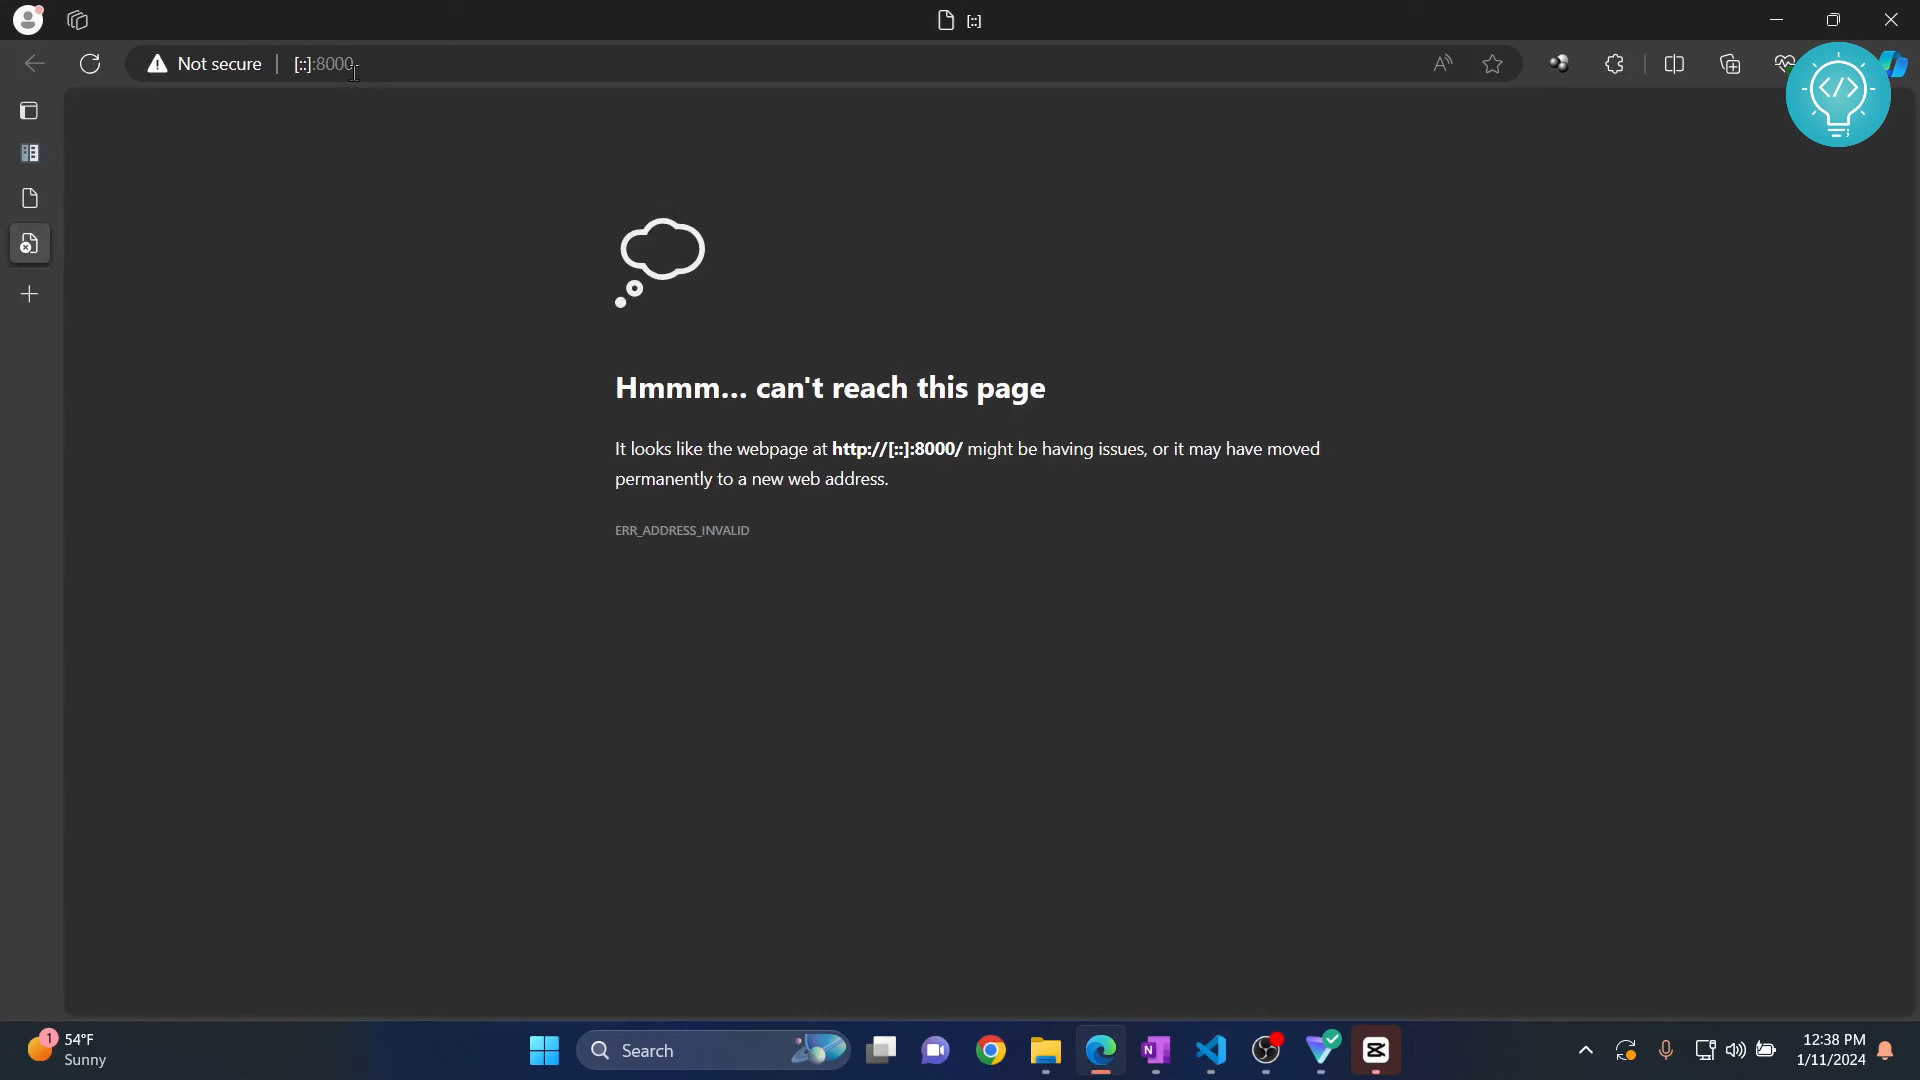 [::]
Not secure
[::]:8000
Hmmm... can't reach this page
It looks like the webpage at http://[::]:8000/ might be having issues, or it may have moved
permanently to a new web address.
ERR_ADDRESS_INVALID
1
54°F
Sunny
Search
12:38 PM
1/11/2024